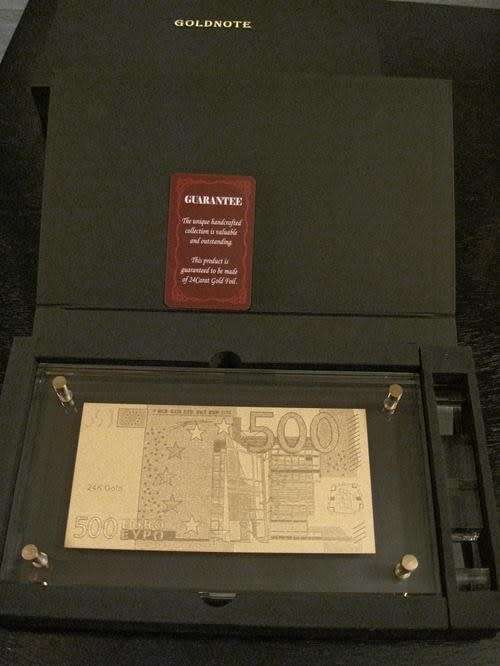 GOLDNOTE
GUARANTEE
The unique handcrafted
collection is valuable
and outstanding.
This product is
guaranteed to be made
of 24Carat Gold Foil.
500
24K Gold
500 EURO
ΕΥΡΩ